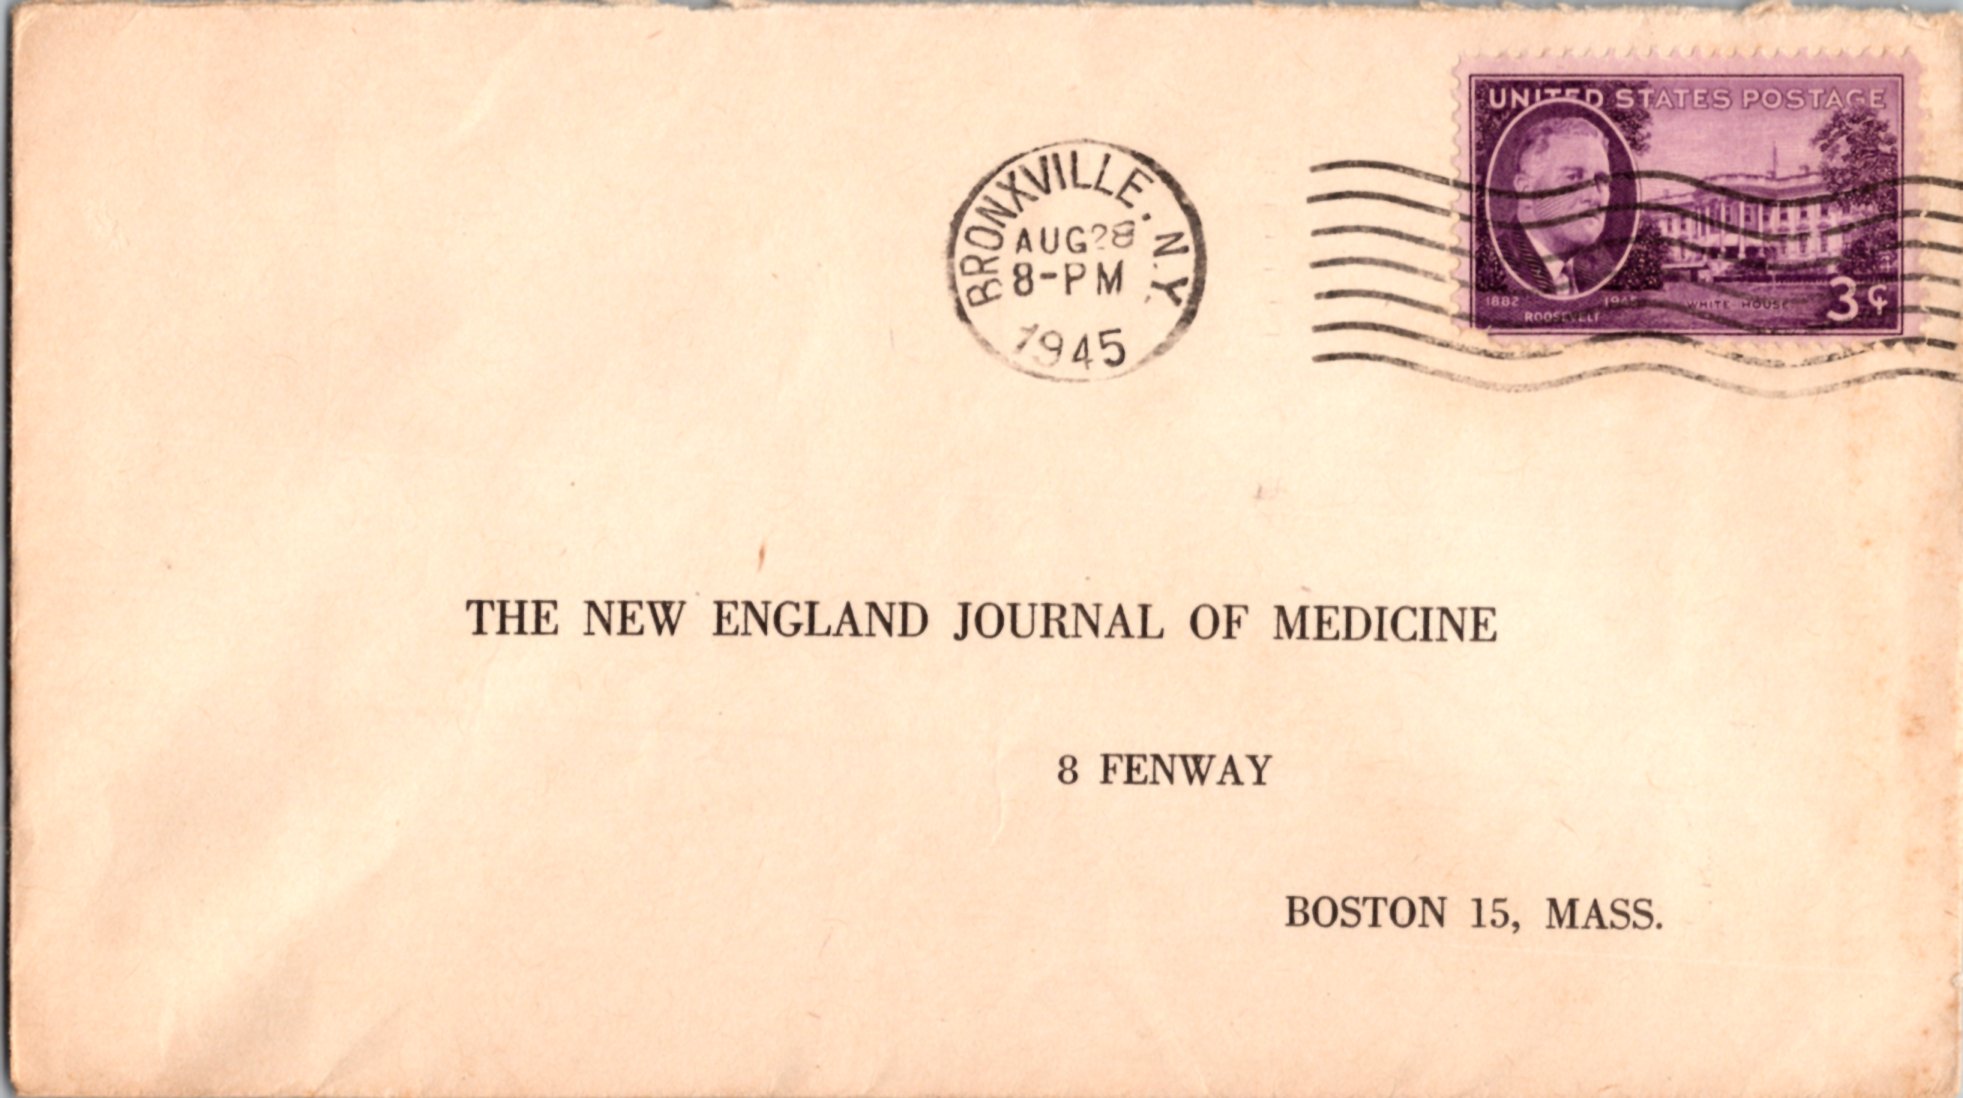 UNITED STATES POSTAGE
BRONXVILLE, N.Y.
AUG 28
8-PM
1945
1882 1945
ROOSEVELT
WHITE HOUSE
3¢
THE NEW ENGLAND JOURNAL OF MEDICINE
8 FENWAY
BOSTON 15, MASS.